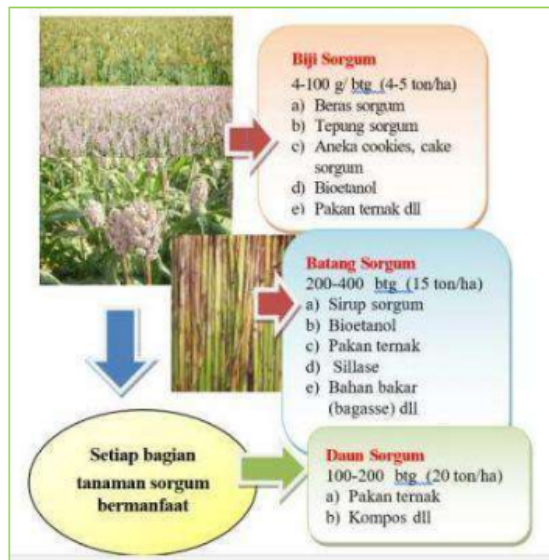 Biji Sorgum
4-100 g/ btg (4-5 ton/ha)
a) Beras sorgum
b) Tepung sorgum
c) Aneka cookies, cake
sorgum
d) Bioetanol
e) Pakan ternak dll
Batang Sorgum
200-400 btg (15 ton/ha)
a) Sirup sorgum
b) Bioetanol
c) Pakan ternak
d) Sillase
e) Bahan bakar
(bagasse) dll
Setiap bagian
tanaman sorgum
bermanfaat
Daun Sorgum
100-200 btg (20 ton/ha)
a) Pakan ternak
b) Kompos dll